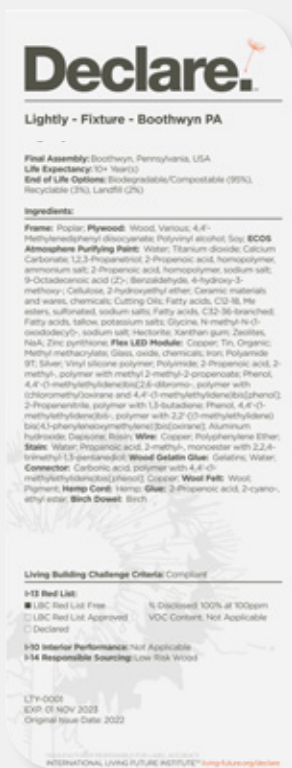 Declare.
Lightly - Fixture - Boothwyn PA
Final Assembly: Boothwyn, Pennsylvania, USA
Life Expectancy: 10+ Year(s)
End of Life Options: Biodegradable/Compostable (95%),
Recyclable (3%), Landfill (2%)
Ingredients:
Frame: Poplar; Plywood: Wood, Various; 4,4'-
Methylenediphenyl diisocyanate; Polyvinyl alcohol; Soy; ECOS
Atmosphere Purifying Paint: Water; Titanium dioxide; Calcium
Carbonate; 1,2,3-Propanetriol; 2-Propenoic acid, homopolymer,
ammonium salt; 2-Propenoic acid, homopolymer, sodium salt;
9-Octadecenoic acid (Z)-; Benzaldehyde, 4-hydroxy-3-
methoxy-; Cellulose, 2-hydroxyethyl ether; Ceramic materials
and wares, chemicals; Cutting Oils; Fatty acids, C12-18, Me
esters, sulfonated, sodium salts; Fatty acids, C32-36-branched;
Fatty acids, tallow, potassium salts; Glycine, N-methyl-N-(1-
oxododecyl)-, sodium salt; Hectorite; Xanthan gum; Zeolites,
NaA; Zinc pyrithione; Flex LED Module: Copper; Tin, Organic;
Methyl methacrylate; Glass, oxide, chemicals; Iron; Polyamide
9T; Silver; Vinyl silicone polymer; Polyimide; 2-Propenoic acid, 2-
methyl-, polymer with methyl 2-methyl-2-propenoate; Phenol,
4,4'-(1-methylethylidene)bis[2,6-dibromo-, polymer with
(chloromethyl)oxirane and 4,4'-(1-methylethylidene)bis[phenol];
2-Propenenitrile, polymer with 1,3-butadiene; Phenol, 4,4'-(1-
methylethylidene)bis-, polymer with 2,2'-[(1-methylethylidene)
bis(4,1-phenyleneoxymethylene)]bis[oxirane]; Aluminum
hydroxide; Dapsone; Rosin; Wire: Copper; Polyphenylene Ether;
Stain: Water; Propanoic acid, 2-methyl-, monoester with 2,2,4-
trimethyl-1,3-pentanediol; Wood Gelatin Glue: Gelatins; Water;
Connector: Carbonic acid, polymer with 4,4'-(1-
methylethylidene)bis[phenol]; Copper; Wool Felt: Wool;
Pigment; Hemp Cord: Hemp; Glue: 2-Propenoic acid, 2-cyano-,
ethyl ester; Birch Dowel: Birch
Living Building Challenge Criteria: Compliant
I-13 Red List:
LBC Red List Free % Disclosed: 100% at 100ppm
LBC Red List Approved VOC Content: Not Applicable
Declared
I-10 Interior Performance: Not Applicable
I-14 Responsible Sourcing: Low Risk Wood
LTY-0001
EXP. 01 NOV 2023
Original Issue Date: 2022
MANUFACTURER RESPONSIBLE FOR LABEL ACCURACY
INTERNATIONAL LIVING FUTURE INSTITUTE™ living-future.org/declare